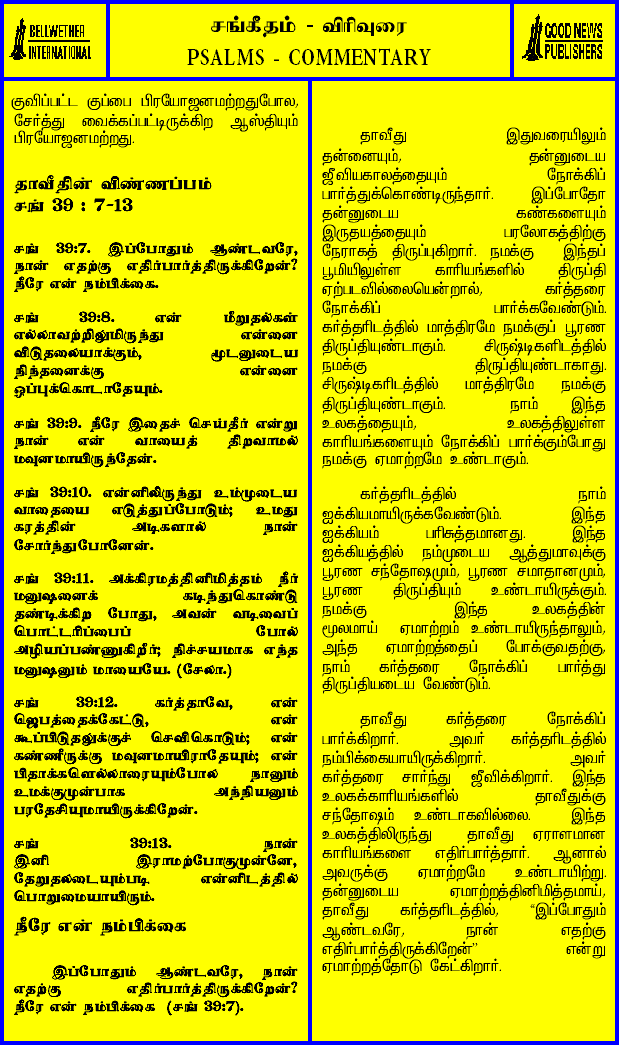 BELLWETHER
INTERNATIONAL
சங்கீதம் - விரிவுரை
PSALMS - COMMENTARY
GOOD NEWS
PUBLISHERS
குவிப்பட்ட குப்பை பிரயோஜனமற்றதுபோல,
சேர்த்து வைக்கப்பட்டிருக்கிற ஆஸ்தியும்
பிரயோஜனமற்றது.
தாவீதின் விண்ணப்பம்
சங் 39 : 7-13
சங் 39:7. இப்போதும் ஆண்டவரே,
நான் எதற்கு எதிர்பார்த்திருக்கிறேன்?
நீரே என் நம்பிக்கை.
சங் 39:8. என் மீறுதல்கள்
எல்லாவற்றிலுமிருந்து என்னை
விடுதலையாக்கும், மூடனுடைய
நிந்தனைக்கு என்னை
ஒப்புக்கொடாதேயும்.
சங் 39:9. நீரே இதைச் செய்தீர் என்று
நான் என் வாயைத் திறவாமல்
மவுனமாயிருந்தேன்.
சங் 39:10. என்னிலிருந்து உம்முடைய
வாதையை எடுத்துப்போடும்; உமது
கரத்தின் அடிகளால் நான்
சோர்ந்துபோனேன்.
சங் 39:11. அக்கிரமத்தினிமித்தம் நீர்
மனுஷனைக் கடிந்துகொண்டு
தண்டிக்கிற போது, அவன் வடிவைப்
பொட்டரிப்பைப் போல்
அழியப்பண்ணுகிறீர்; நிச்சயமாக எந்த
மனுஷனும் மாயையே. (சேலா.)
சங் 39:12. கர்த்தாவே, என்
ஜெபத்தைக்கேட்டு, என்
கூப்பிடுதலுக்குச் செவிகொடும்; என்
கண்ணீருக்கு மவுனமாயிராதேயும்; என்
பிதாக்களெல்லாரையும்போல் நானும்
உமக்குமுன்பாக அந்நியனும்
பரதேசியுமாயிருக்கிறேன்.
சங் 39:13. நான்
இனி இராமற்போகுமுன்னே,
தேறுதலடையும்படி என்னிடத்தில்
பொறுமையாயிரும்.
நீரே என் நம்பிக்கை
இப்போதும் ஆண்டவரே, நான்
எதற்கு எதிர்பார்த்திருக்கிறேன்?
நீரே என் நம்பிக்கை (சங் 39:7).
தாவீது இதுவரையிலும்
தன்னையும், தன்னுடைய
ஜீவியகாலத்தையும் நோக்கிப்
பார்த்துக்கொண்டிருந்தார். இப்போதோ
தன்னுடைய கண்களையும்
இருதயத்தையும் பரலோகத்திற்கு
நேராகத் திருப்புகிறார். நமக்கு இந்தப்
பூமியிலுள்ள காரியங்களில் திருப்தி
ஏற்படவில்லையென்றால், கர்த்தரை
நோக்கிப் பார்க்கவேண்டும்.
கர்த்தரிடத்தில் மாத்திரமே நமக்குப் பூரண
திருப்தியுண்டாகும். சிருஷ்டிகளிடத்தில்
நமக்கு திருப்தியுண்டாகாது.
சிருஷ்டிகரிடத்தில் மாத்திரமே நமக்கு
திருப்தியுண்டாகும். நாம் இந்த
உலகத்தையும், உலகத்திலுள்ள
காரியங்களையும் நோக்கிப் பார்க்கும்போது
நமக்கு ஏமாற்றமே உண்டாகும்.
கர்த்தரிடத்தில் நாம்
ஐக்கியமாயிருக்கவேண்டும். இந்த
ஐக்கியம் பரிசுத்தமானது. இந்த
ஐக்கியத்தில் நம்முடைய ஆத்துமாவுக்கு
பூரண சந்தோஷமும், பூரண சமாதானமும்,
பூரண திருப்தியும் உண்டாயிருக்கும்.
நமக்கு இந்த உலகத்தின்
மூலமாய் ஏமாற்றம் உண்டாயிருந்தாலும்,
அந்த ஏமாற்றத்தைப் போக்குவதற்கு,
நாம் கர்த்தரை நோக்கிப் பார்த்து
திருப்தியடைய வேண்டும்.
தாவீது கர்த்தரை நோக்கிப்
பார்க்கிறார். அவர் கர்த்தரிடத்தில்
நம்பிக்கையாயிருக்கிறார். அவர்
கர்த்தரை சார்ந்து ஜீவிக்கிறார். இந்த
உலகக்காரியங்களில் தாவீதுக்கு
சந்தோஷம் உண்டாகவில்லை. இந்த
உலகத்திலிருந்து தாவீது ஏராளமான
காரியங்களை எதிர்பார்த்தார். ஆனால்
அவருக்கு ஏமாற்றமே உண்டாயிற்று.
தன்னுடைய ஏமாற்றத்தினிமித்தமாய்,
தாவீது கர்த்தரிடத்தில், “இப்போதும்
ஆண்டவரே, நான் எதற்கு
எதிர்பார்த்திருக்கிறேன்” என்று
ஏமாற்றத்தோடு கேட்கிறார்.